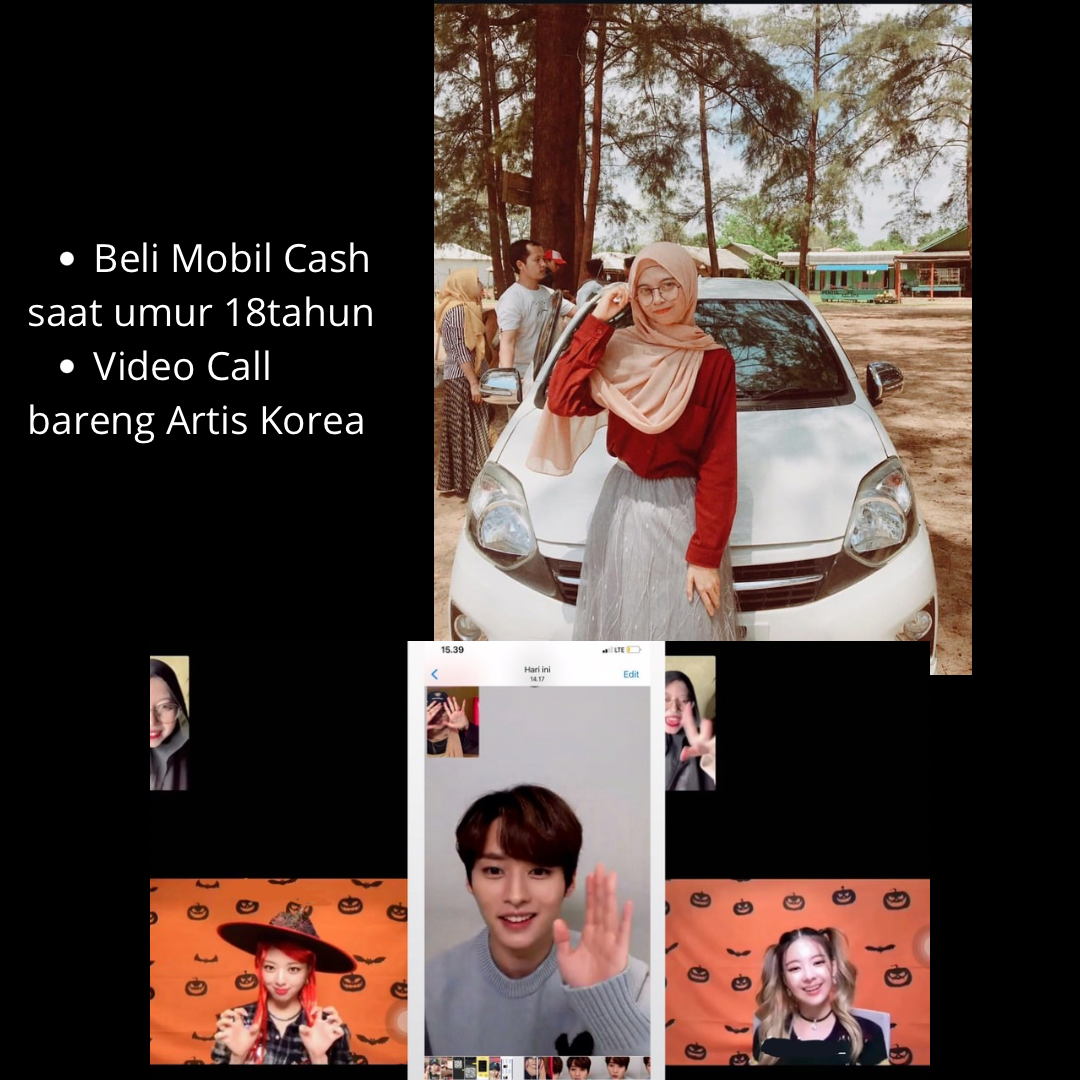 • Beli Mobil Cash
saat umur 18tahun
• Video Call
bareng Artis Korea
15.39
LTE
Hari ini
14.17
Edit